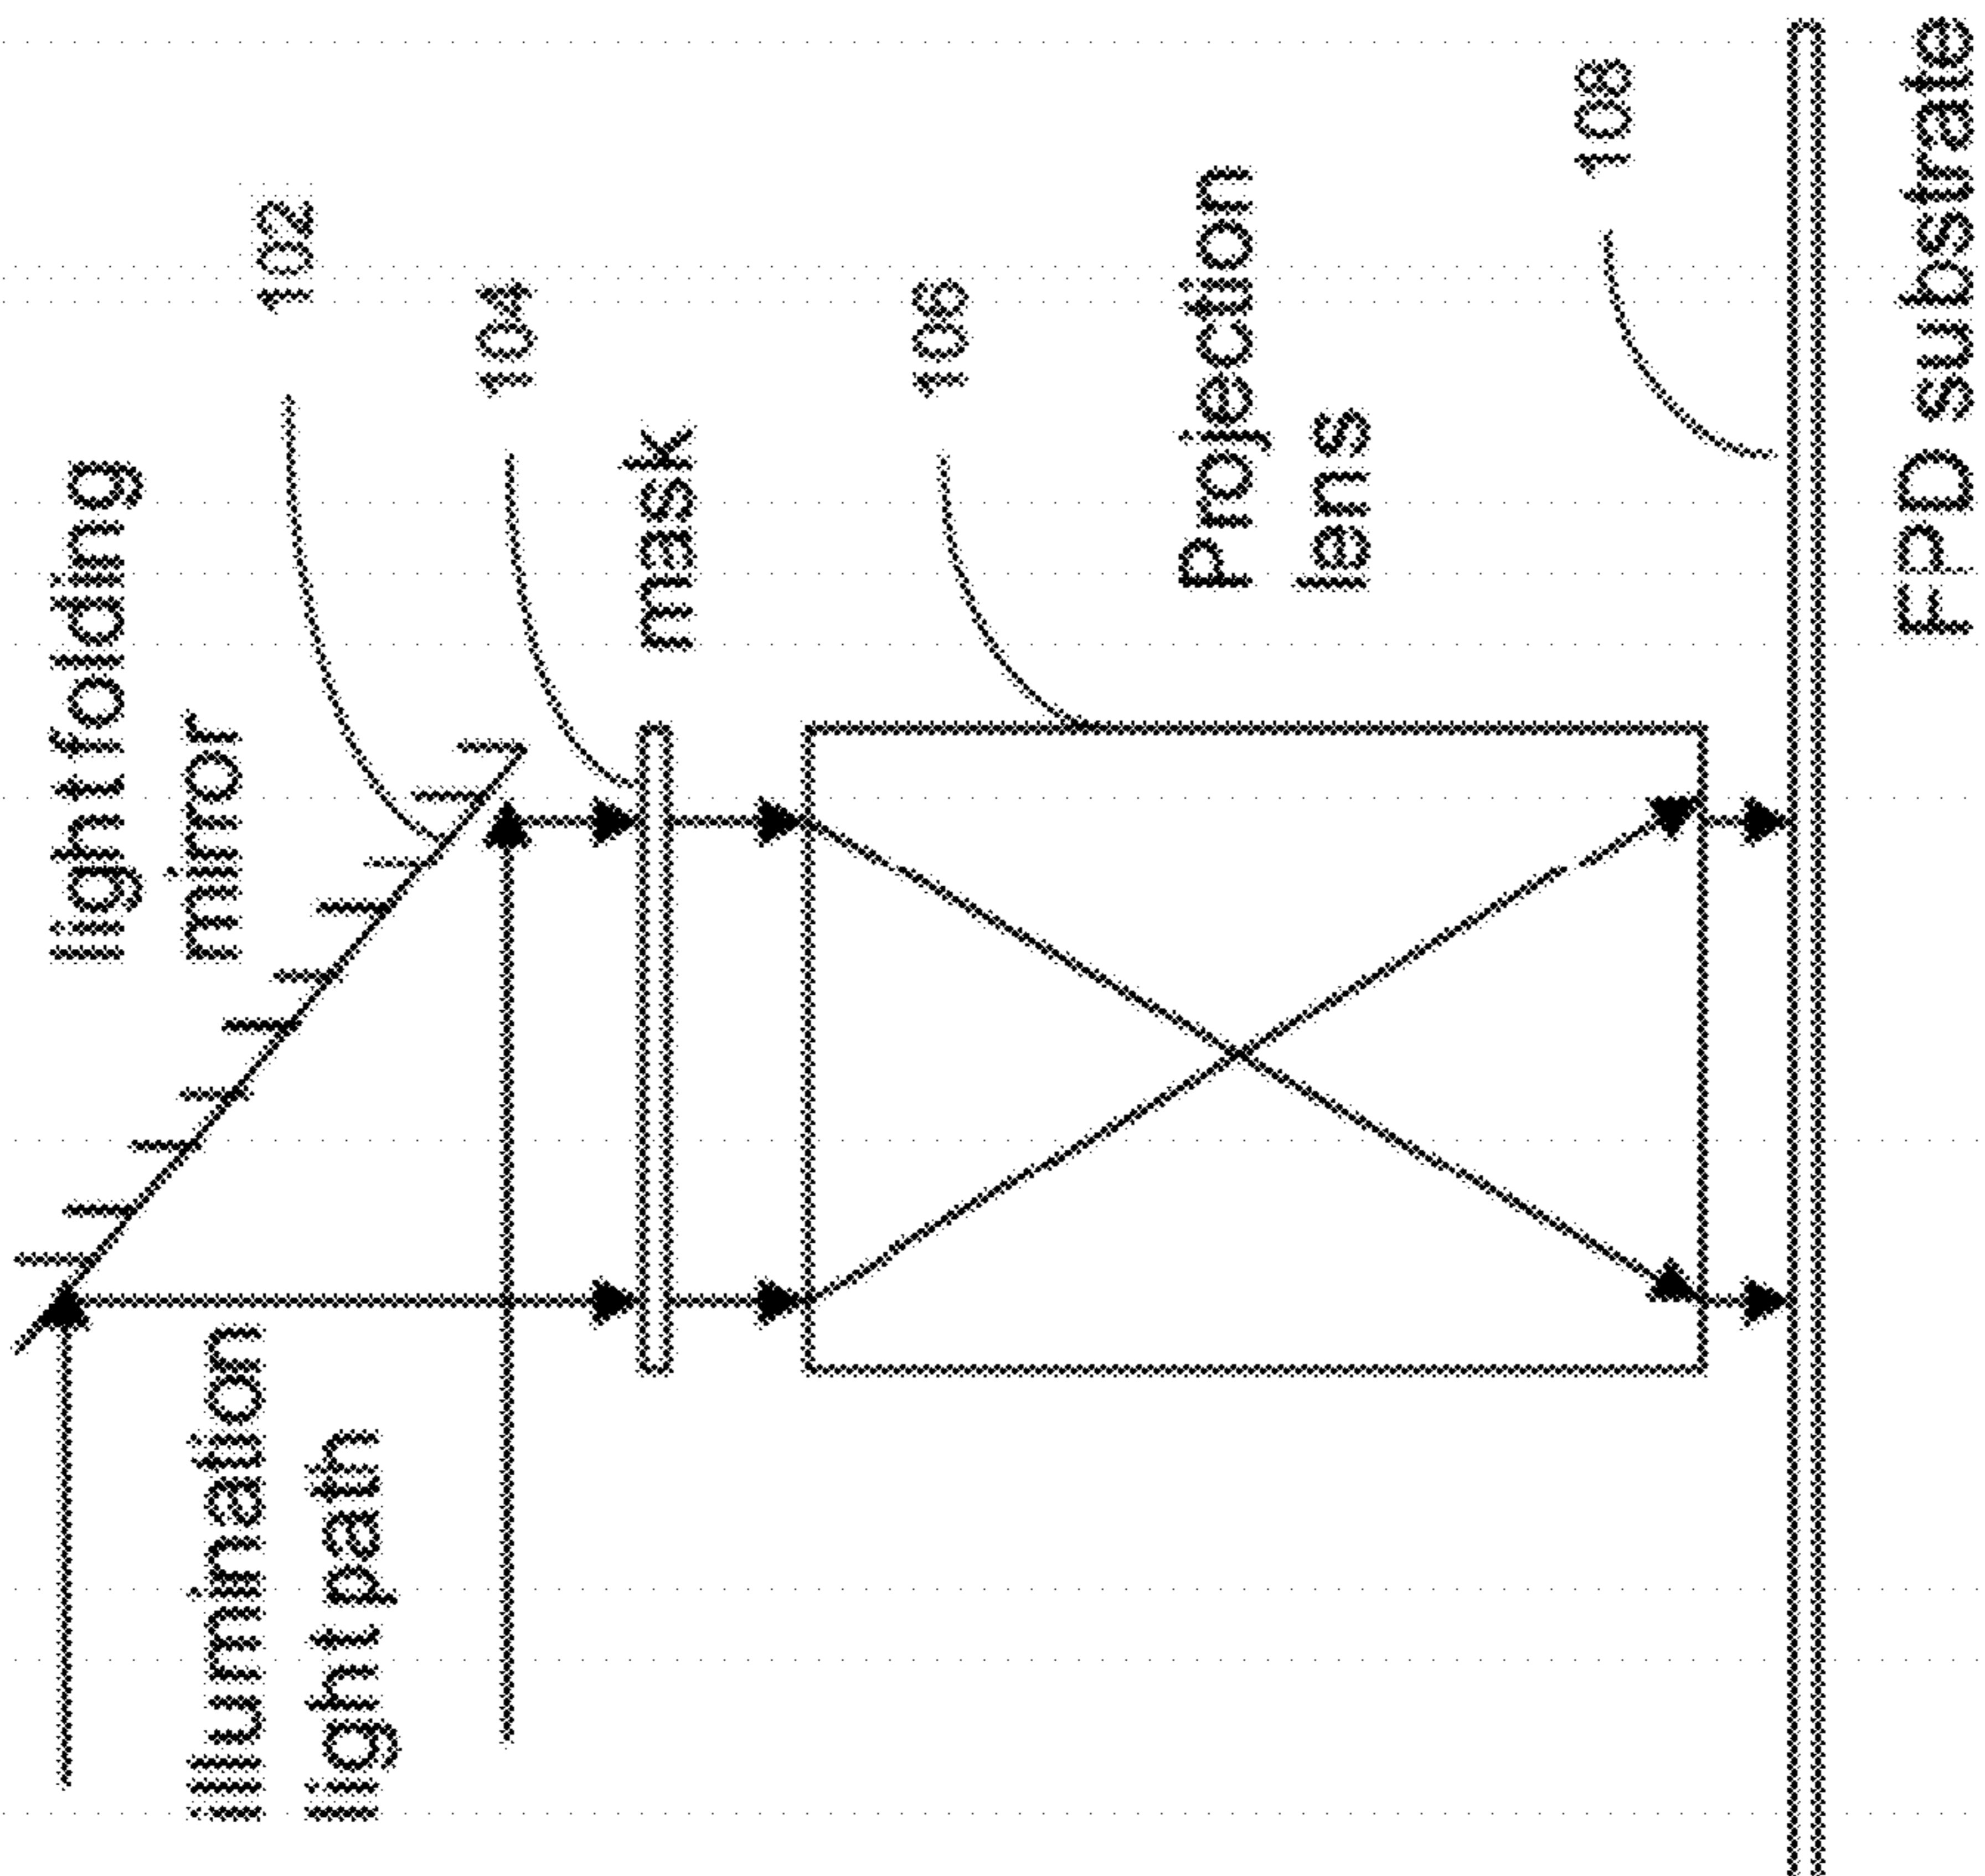 light folding
mirror
102
104
mask
illumination
light path
106
Projection
lens
108
FPD substrate